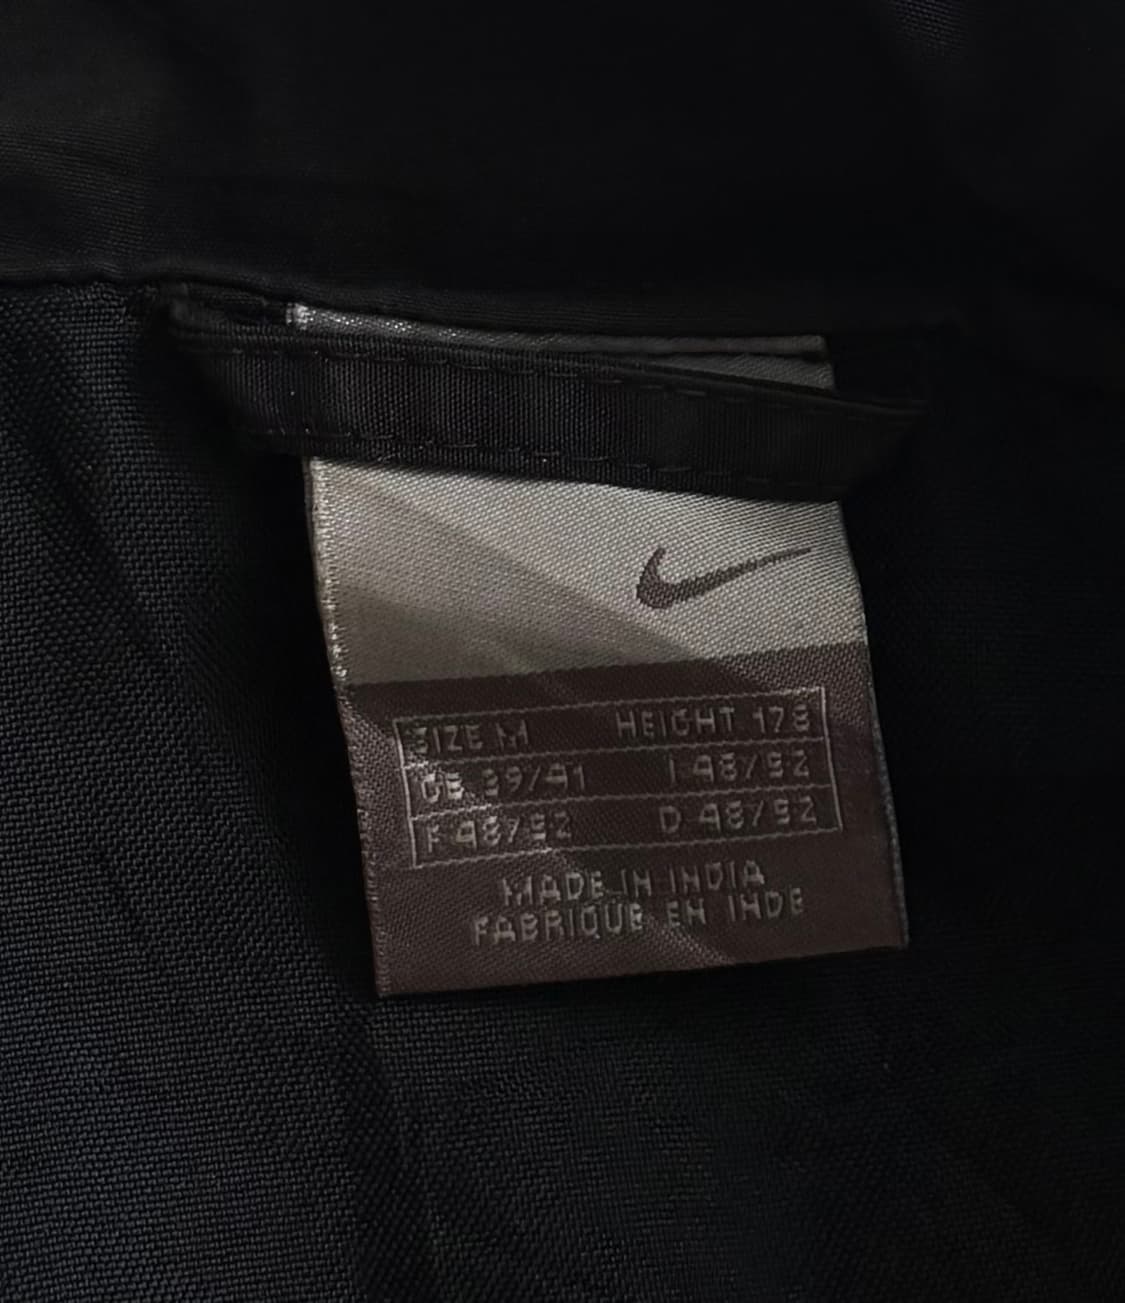 SIZE M HEIGHT 178
GB 39/41 I 48/52
F 48/52 D 48/52
MADE IN INDIA
FABRIQUE EN INDE